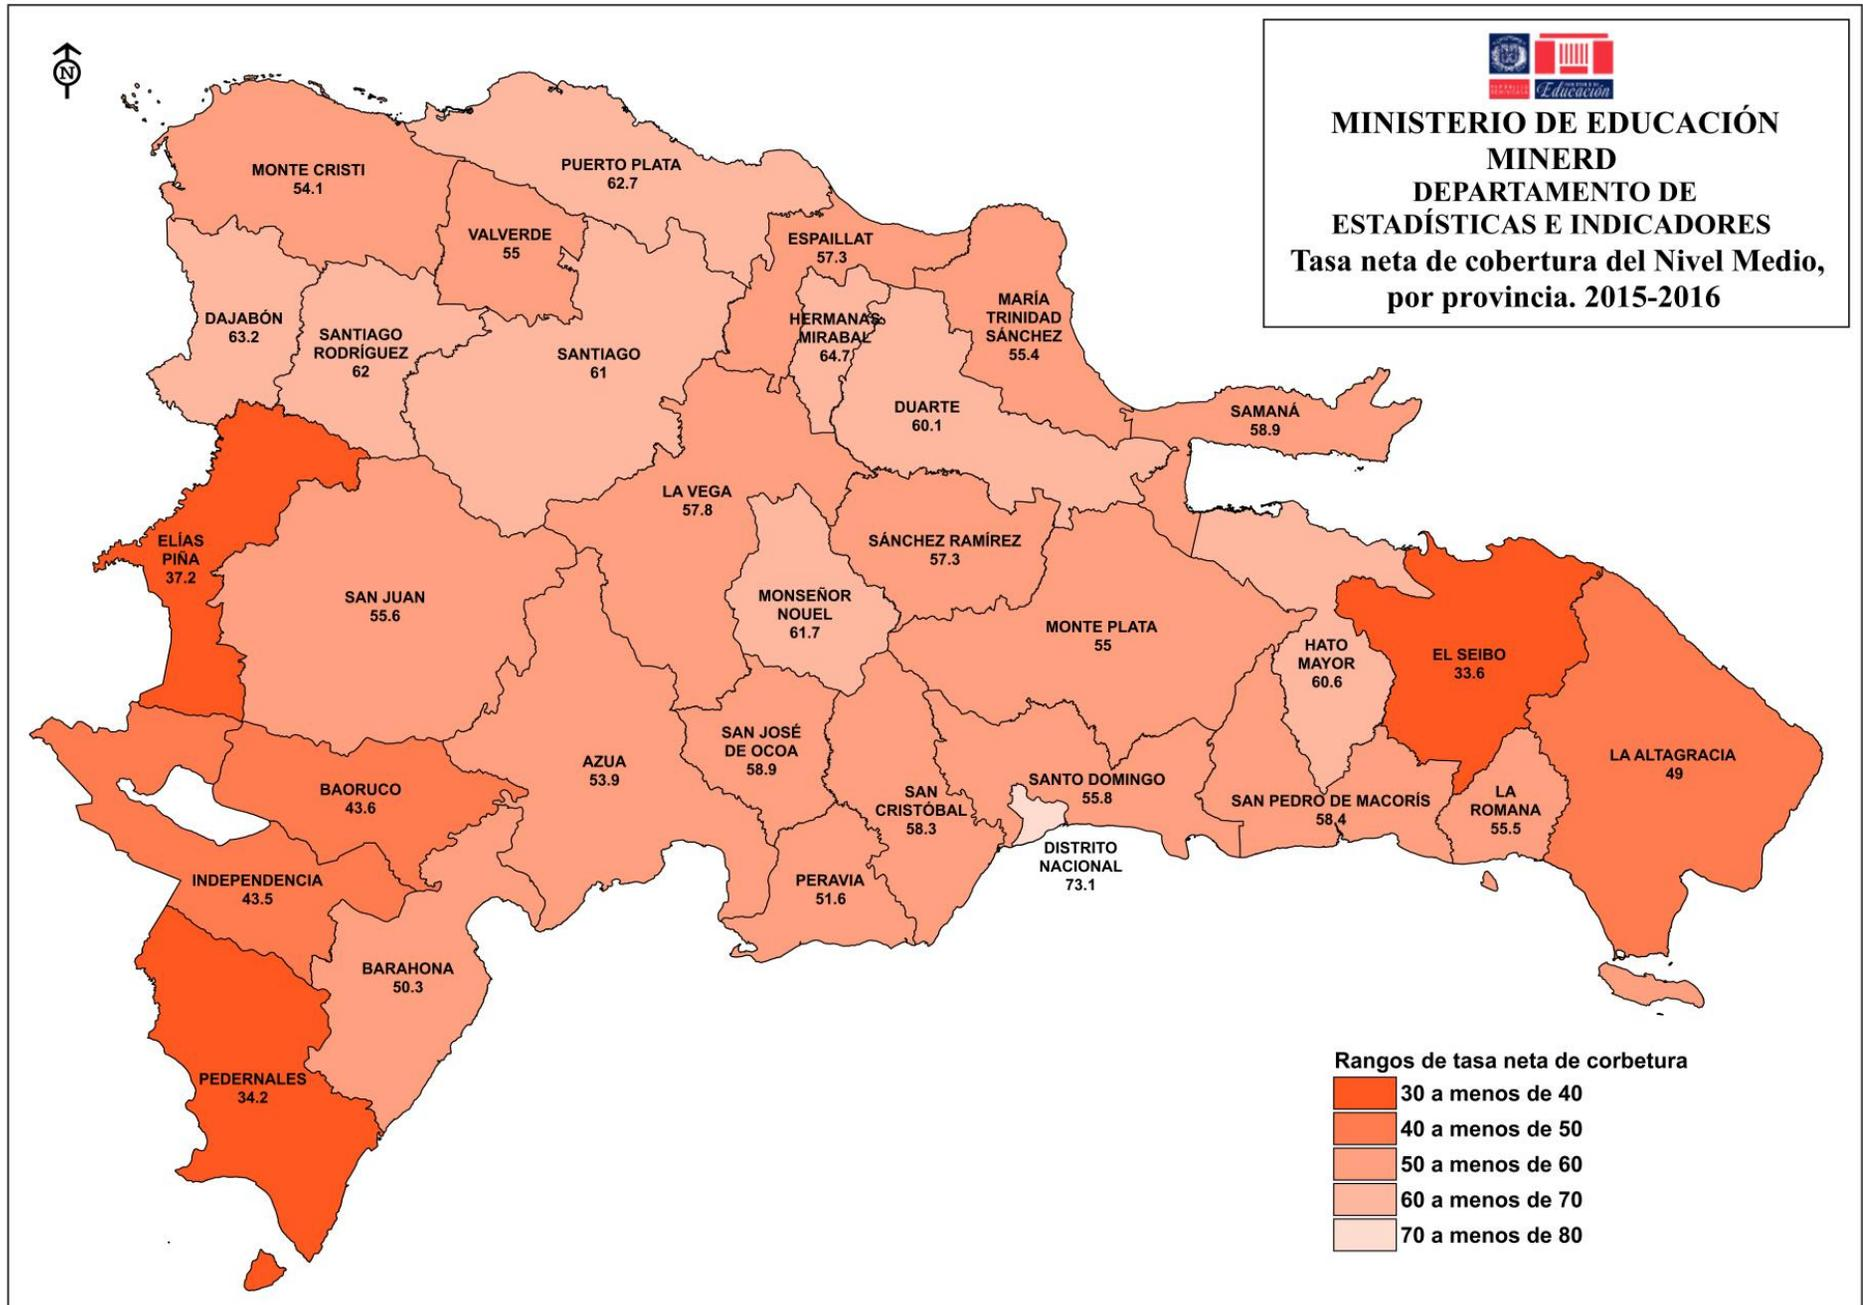 N
Educación
MINISTERIO DE EDUCACIÓN
MINERD
DEPARTAMENTO DE
ESTADÍSTICAS E INDICADORES
Tasa neta de cobertura del Nivel Medio,
por provincia. 2015-2016
MONTE CRISTI
54.1
PUERTO PLATA
62.7
VALVERDE
55
ESPAILLAT
57.3
DAJABÓN
63.2
SANTIAGO
RODRÍGUEZ
62
SANTIAGO
61
HERMANAS
MIRABAL
64.7
MARÍA
TRINIDAD
SÁNCHEZ
55.4
DUARTE
60.1
SAMANÁ
58.9
ELÍAS
PIÑA
37.2
SAN JUAN
55.6
LA VEGA
57.8
SÁNCHEZ RAMÍREZ
57.3
MONSEÑOR
NOUEL
61.7
MONTE PLATA
55
HATO
MAYOR
60.6
EL SEIBO
33.6
LA ALTAGRACIA
49
BAORUCO
43.6
AZUA
53.9
SAN JOSÉ
DE OCOA
58.9
SAN
CRISTÓBAL
58.3
SANTO DOMINGO
55.8
SAN PEDRO DE MACORÍS
58.4
LA
ROMANA
55.5
DISTRITO
NACIONAL
73.1
INDEPENDENCIA
43.5
PERAVIA
51.6
BARAHONA
50.3
PEDERNALES
34.2
Rangos de tasa neta de corbetura
30 a menos de 40
40 a menos de 50
50 a menos de 60
60 a menos de 70
70 a menos de 80